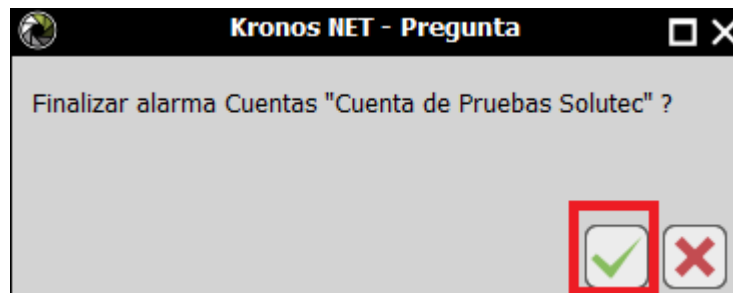 Kronos NET - Pregunta
Finalizar alarma Cuentas "Cuenta de Pruebas Solutec" ?